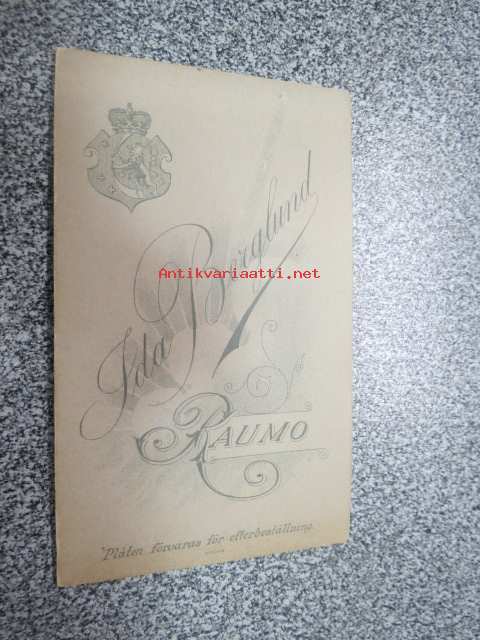 Ida Berglund
Antikvariaatti.net
RAUMO
Plåten förvaras för efterbeställning.